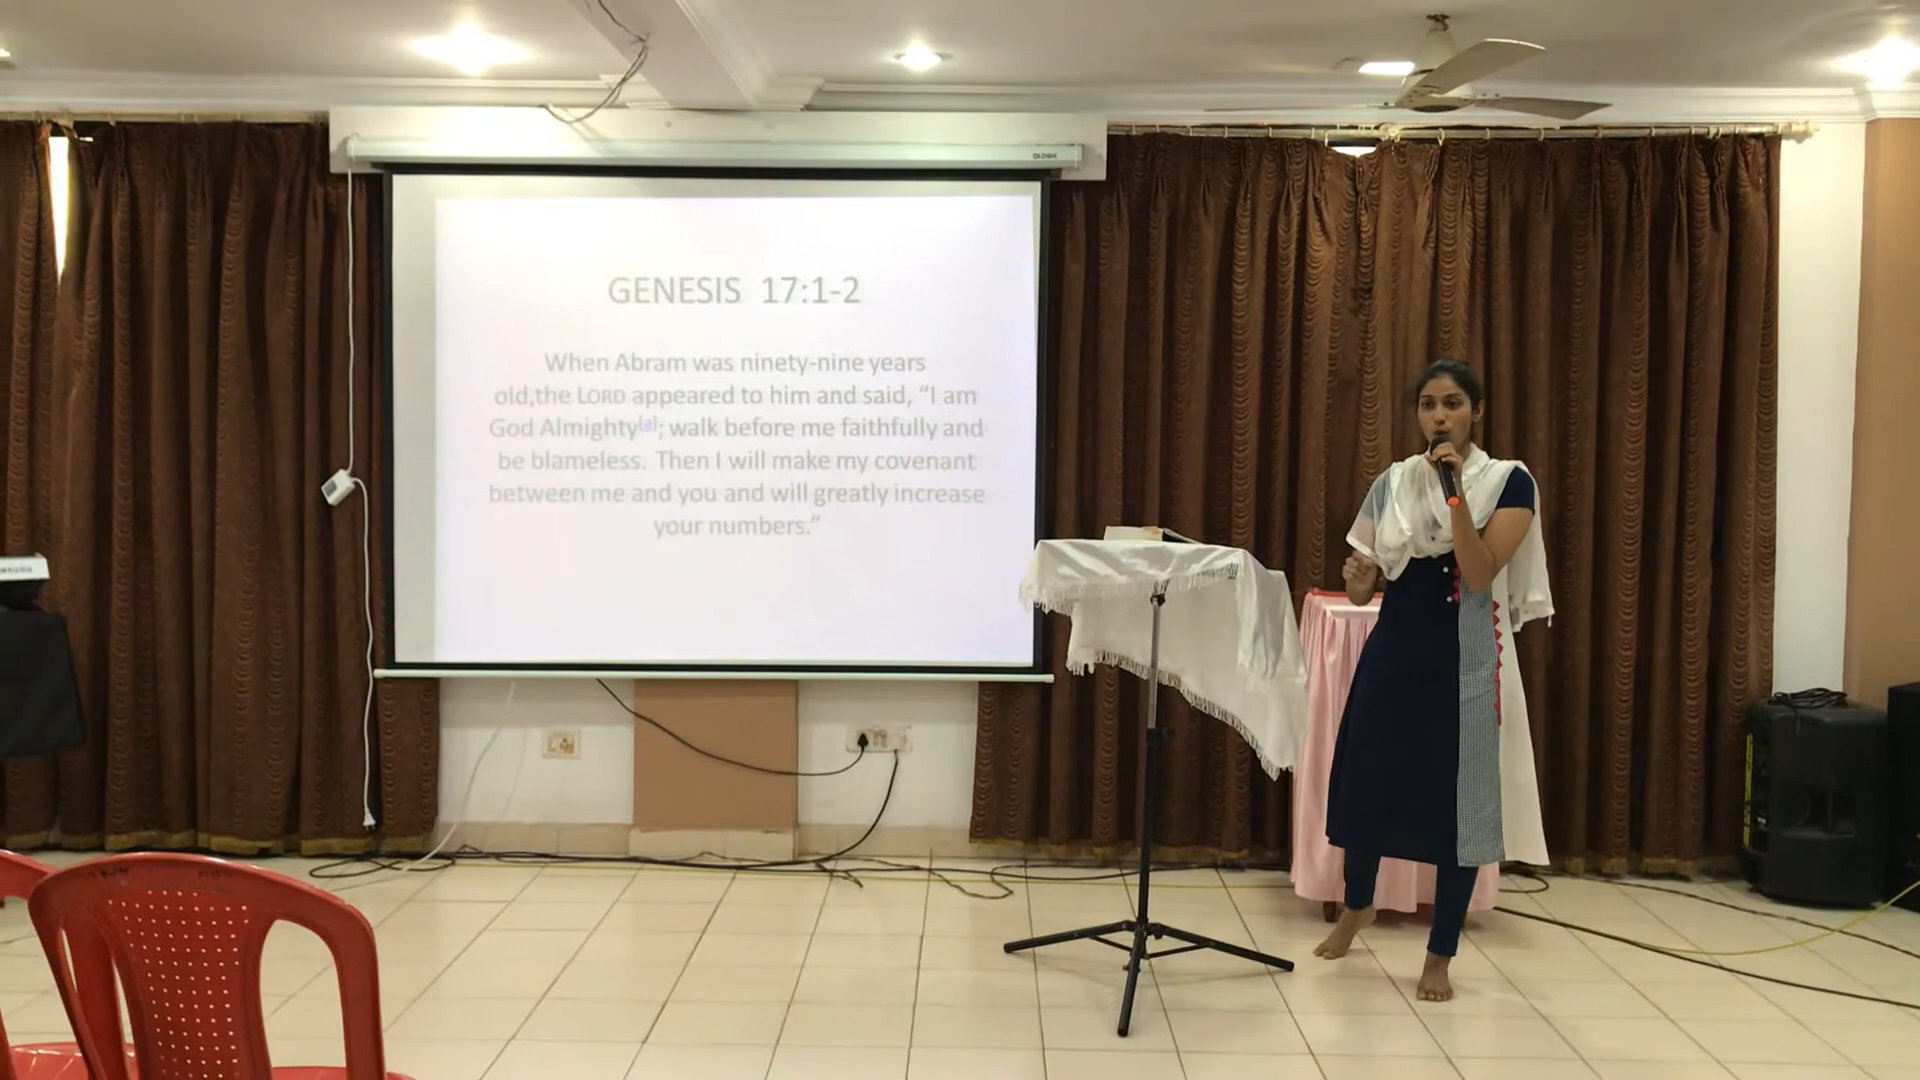 GENESIS 17:1-2
When Abram was ninety-nine years
old,the LORD appeared to him and said, “I am
God Almighty[a]; walk before me faithfully and
be blameless. Then I will make my covenant
between me and you and will greatly increase
your numbers.”